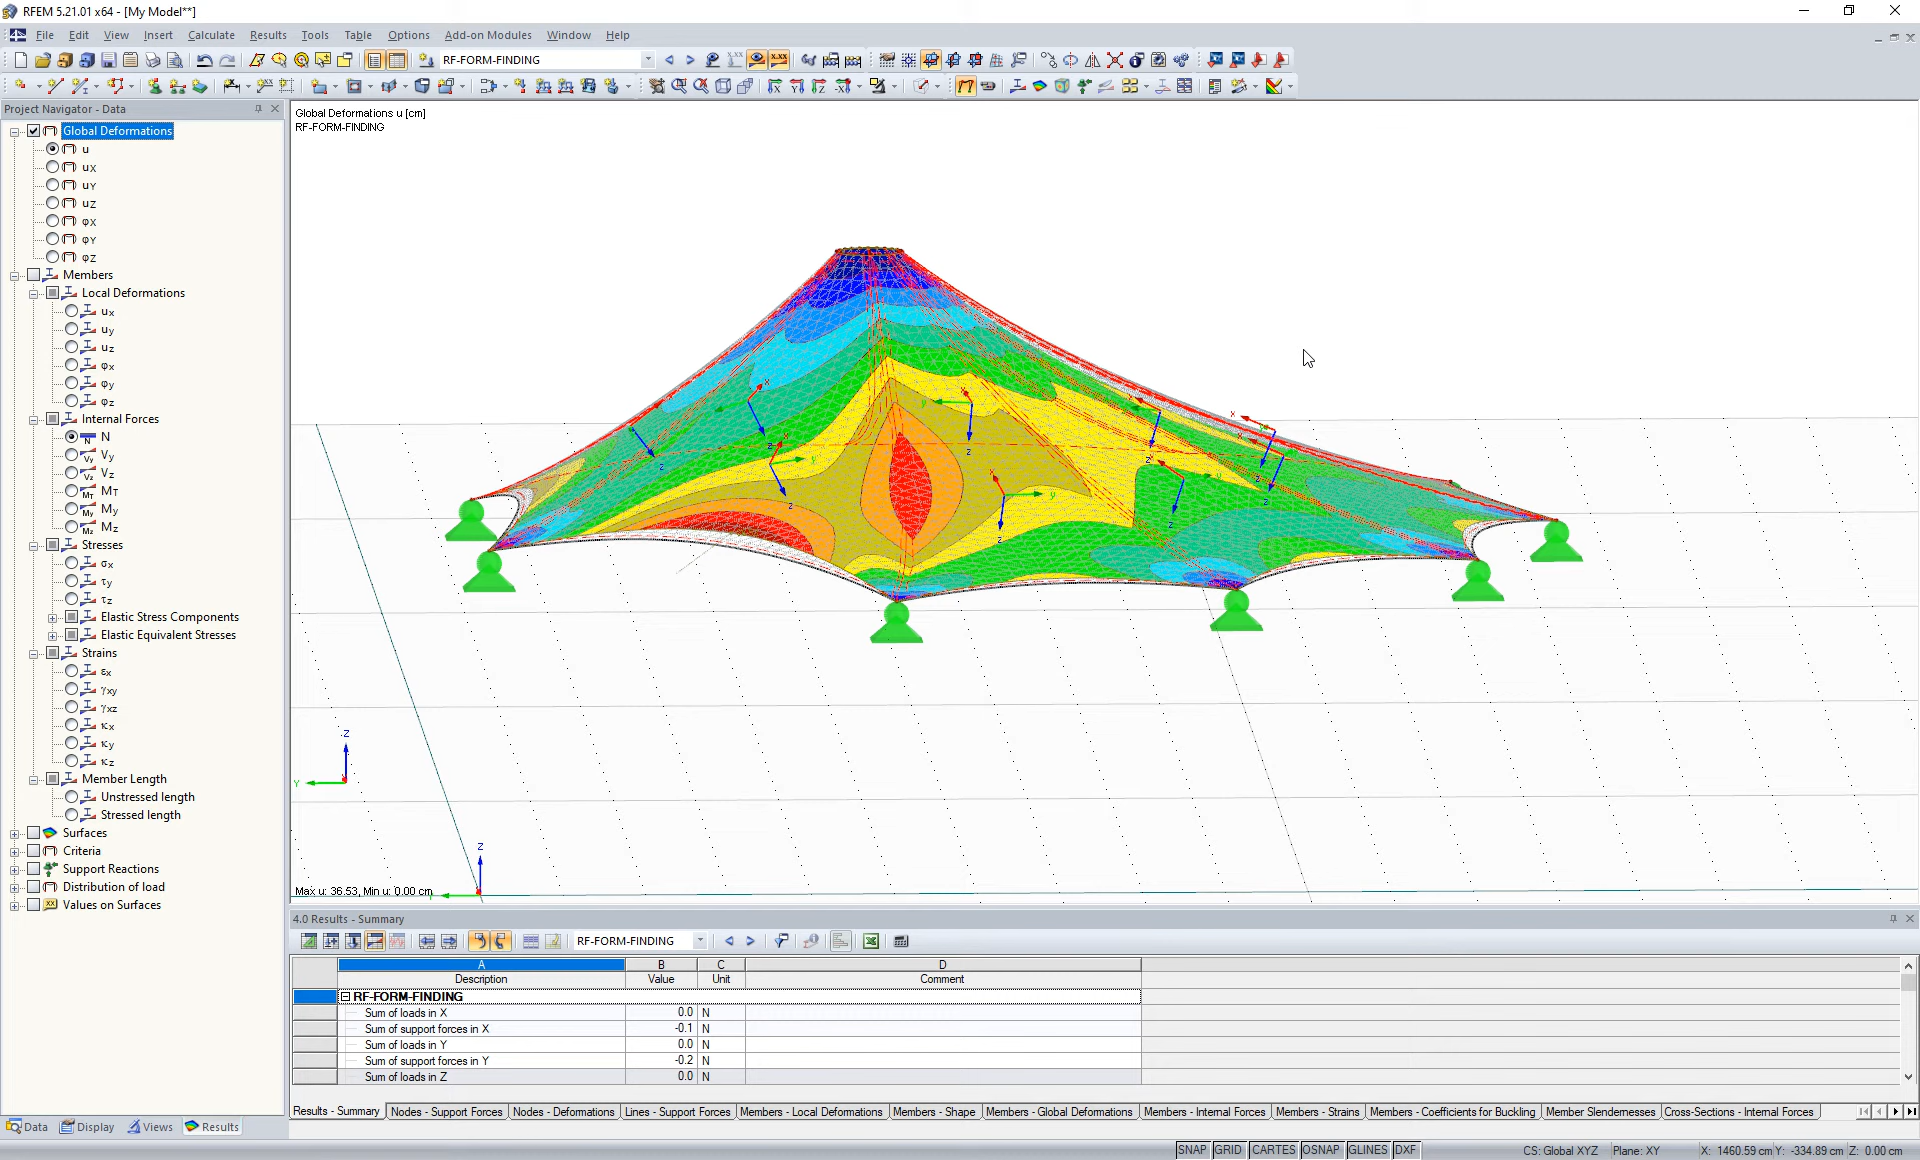 RFEM 5.21.01 x64 - [My Model**]
File Edit View Insert Calculate Results Tools Table Options Add-on Modules Window Help
RF-FORM-FINDING
Project Navigator - Data
Global Deformations
u
uX
uY
uZ
φX
φY
φZ
Members
Local Deformations
ux
uy
uz
φx
φy
φz
Internal Forces
N
Vy
Vz
MT
My
Mz
Stresses
σx
τy
τz
Elastic Stress Components
Elastic Equivalent Stresses
Strains
εx
γxy
γxz
κx
κy
κz
Member Length
Unstressed length
Stressed length
Surfaces
Criteria
Support Reactions
Distribution of load
Values on Surfaces
Data Display Views Results
Global Deformations u [cm]
RF-FORM-FINDING
Max u: 36.53, Min u: 0.00 cm
4.0 Results - Summary
RF-FORM-FINDING
A B C D
Description Value Unit Comment
RF-FORM-FINDING
Sum of loads in X 0.0 N
Sum of support forces in X -0.1 N
Sum of loads in Y 0.0 N
Sum of support forces in Y -0.2 N
Sum of loads in Z 0.0 N
Results - Summary Nodes - Support Forces Nodes - Deformations Lines - Support Forces Members - Local Deformations Members - Shape Members - Global Deformations Members - Internal Forces Members - Strains Members - Coefficients for Buckling Member Slendernesses Cross-Sections - Internal Forces
SNAP GRID CARTES OSNAP GLINES DXF CS: Global XYZ Plane: XY X: 1460.59 cm Y: -334.89 cm Z: 0.00 cm